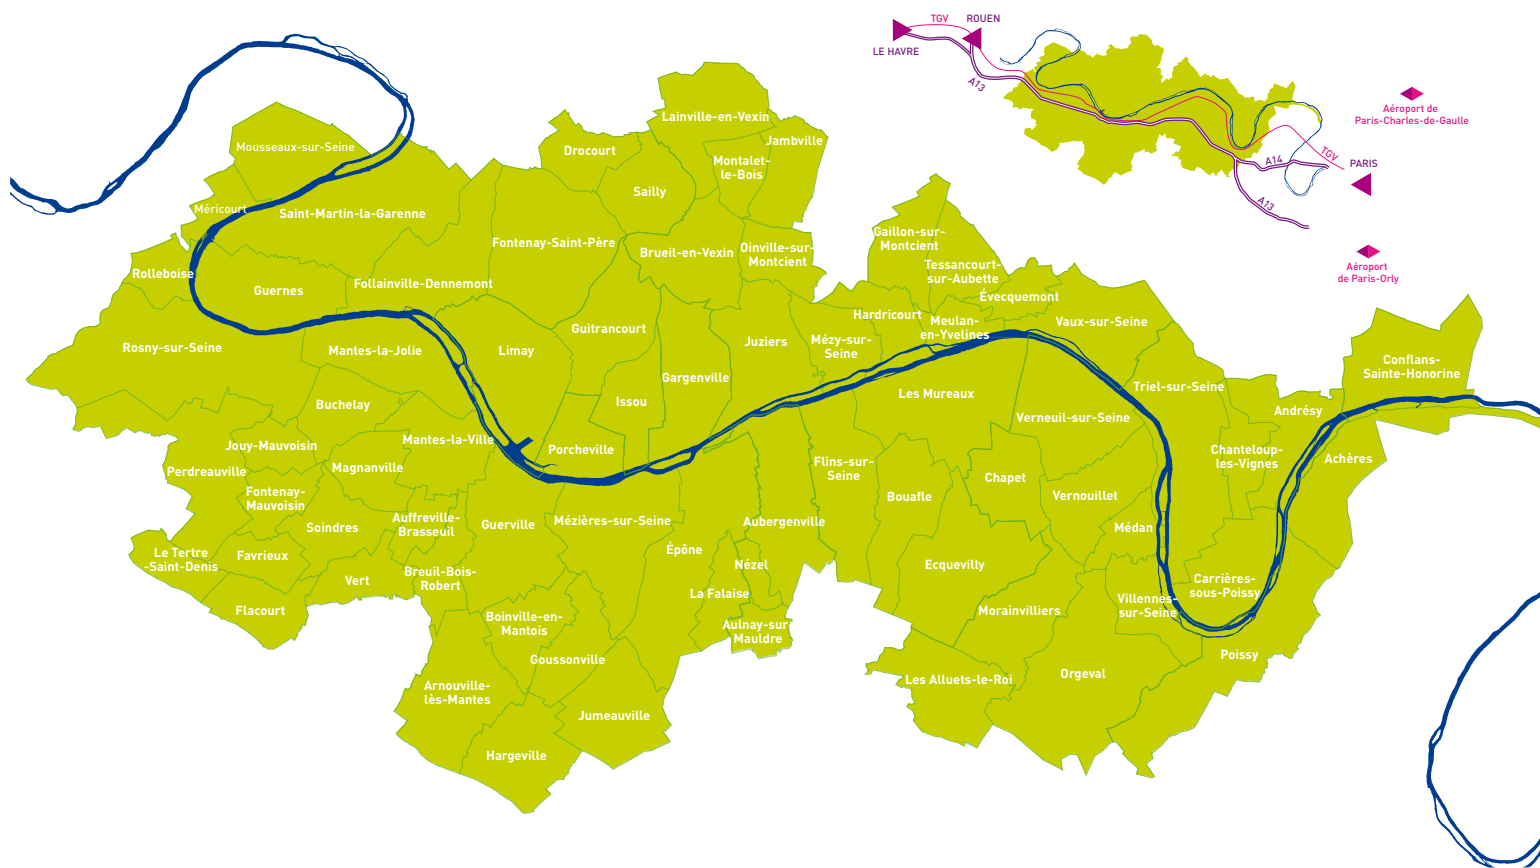 TGV
ROUEN
LE HAVRE
A13
Aéroport de
Paris-Charles-de-Gaulle
A14
TGV
PARIS
A13
Aéroport
de Paris-Orly
Lainville-en-Vexin
Jambville
Drocourt
Mousseaux-sur-Seine
Montalet-
le-Bois
Sailly
Méricourt
Saint-Martin-la-Garenne
Fontenay-Saint-Père
Brueil-en-Vexin
Oinville-sur-
Montcient
Gaillon-sur-
Montcient
Tessancourt-
sur-Aubette
Rolleboise
Guernes
Follainville-Dennemont
Évecquemont
Hardricourt
Meulan-
en-Yvelines
Vaux-sur-Seine
Guitrancourt
Juziers
Mézy-sur-
Seine
Rosny-sur-Seine
Mantes-la-Jolie
Limay
Conflans-
Sainte-Honorine
Gargenville
Les Mureaux
Triel-sur-Seine
Issou
Buchelay
Andrésy
Verneuil-sur-Seine
Mantes-la-Ville
Jouy-Mauvoisin
Porcheville
Chanteloup-
les-Vignes
Achères
Perdreauville
Magnanville
Flins-sur-
Seine
Chapet
Fontenay-
Mauvoisin
Bouafle
Vernouillet
Soindres
Auffreville-
Brasseuil
Guerville
Mézières-sur-Seine
Aubergenville
Médan
Le Tertre
-Saint-Denis
Favrieux
Épône
Nézel
Ecquevilly
Vert
Breuil-Bois-
Robert
La Falaise
Carrières-
sous-Poissy
Flacourt
Boinville-en-
Mantois
Aulnay-sur
Mauldre
Morainvilliers
Villennes-
sur-Seine
Goussonville
Poissy
Arnouville-
lès-Mantes
Les Alluets-le-Roi
Orgeval
Jumeauville
Hargeville